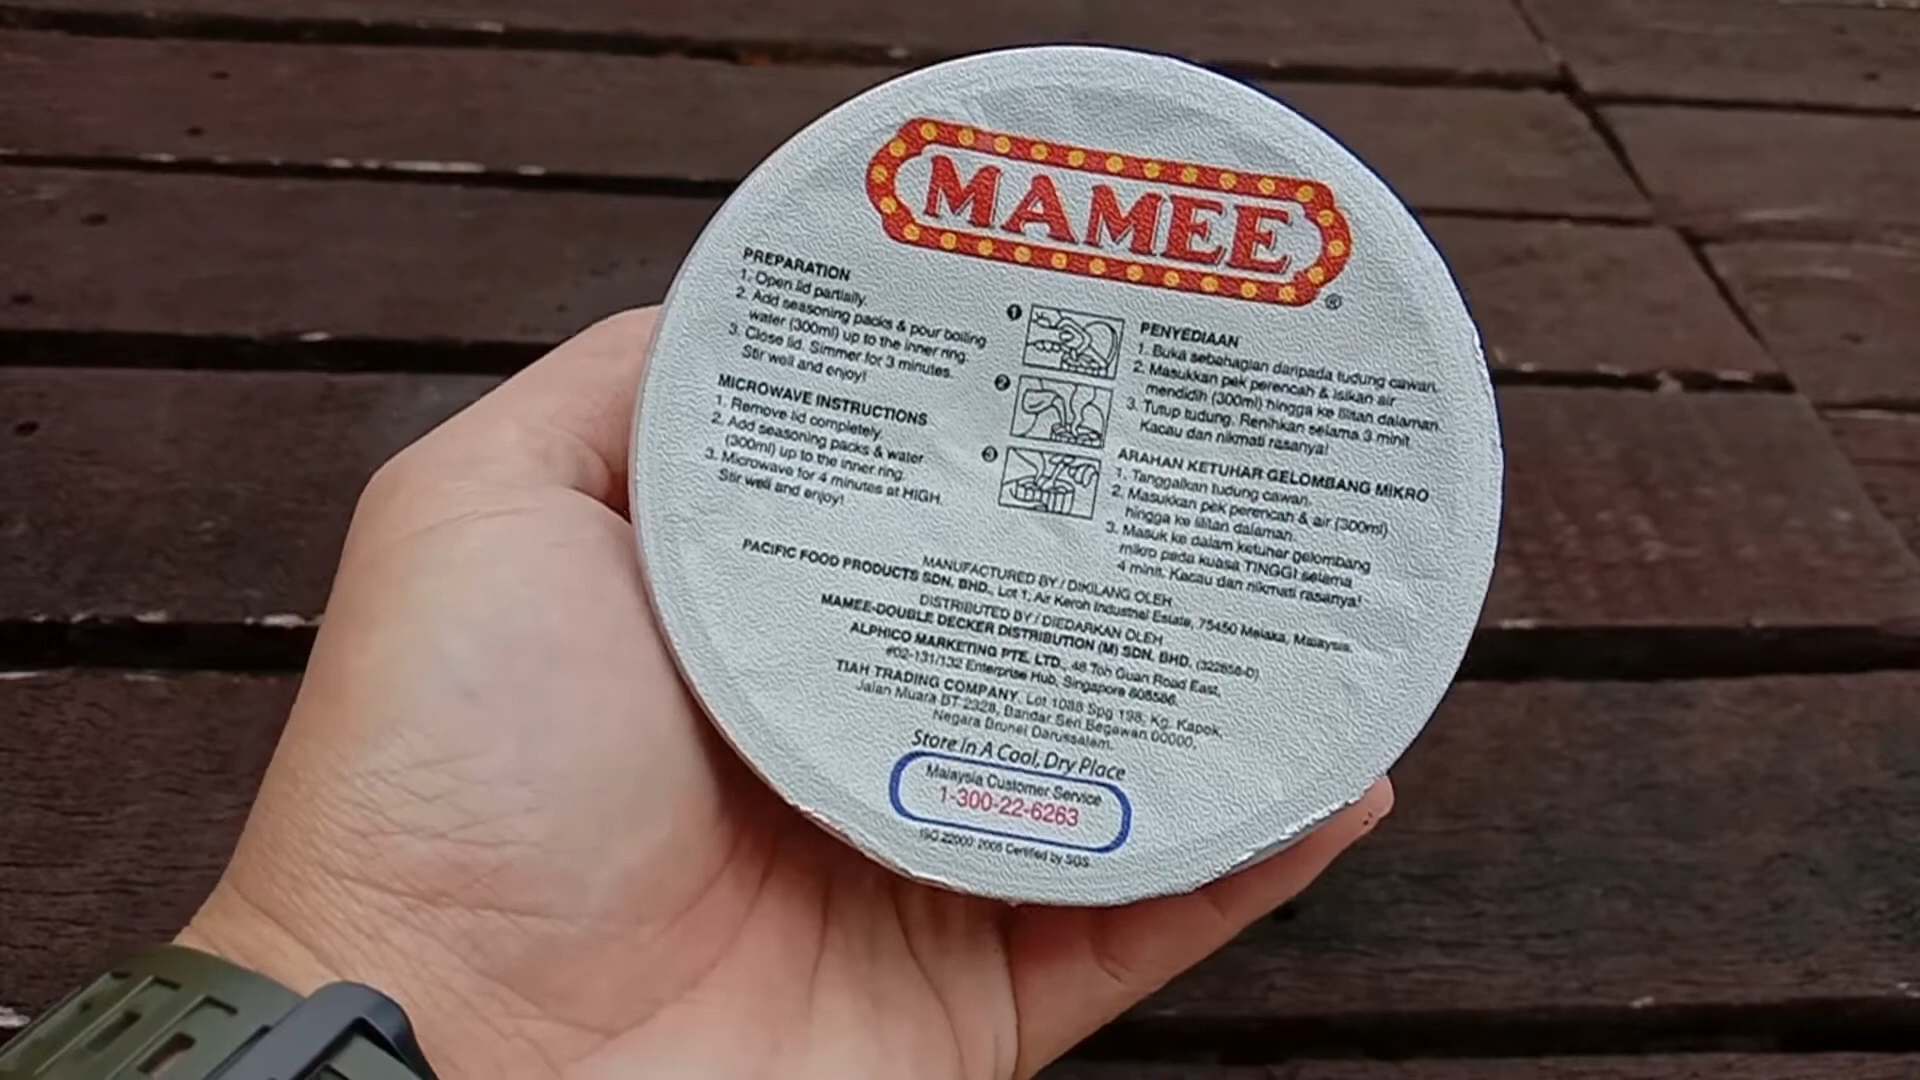 MAMEE
®
PREPARATION
1. Open lid partially.
2. Add seasoning packs & pour boiling
water (300ml) up to the inner ring.
3. Close lid. Simmer for 3 minutes.
Stir well and enjoy!
MICROWAVE INSTRUCTIONS
1. Remove lid completely.
2. Add seasoning packs & water
(300ml) up to the inner ring.
3. Microwave for 4 minutes at HIGH.
Stir well and enjoy!
1
2
3
PENYEDIAAN
1. Buka sebahagian daripada tudung cawan.
2. Masukkan pek perencah & isikan air
mendidih (300ml) hingga ke lilitan dalaman.
3. Tutup tudung. Renihkan selama 3 minit.
Kacau dan nikmati rasanya!
ARAHAN KETUHAR GELOMBANG MIKRO
1. Tanggalkan tudung cawan.
2. Masukkan pek perencah & air (300ml)
hingga ke lilitan dalaman.
3. Masuk ke dalam ketuhar gelombang
mikro pada kuasa TINGGI selama
4 minit. Kacau dan nikmati rasanya!
MANUFACTURED BY / DIKILANG OLEH
PACIFIC FOOD PRODUCTS SDN. BHD., Lot 1, Air Keroh Industrial Estate, 75450 Melaka, Malaysia.
DISTRIBUTED BY / DIEDARKAN OLEH
MAMEE-DOUBLE DECKER DISTRIBUTION (M) SDN. BHD.
ALPHICO MARKETING PTE. LTD., 48 Toh Guan Road East,
#02-131/132 Enterprise Hub, Singapore 608586.
TIAH TRADING COMPANY. Lot 1088 Spg 198, Kg. Kapok,
Jalan Muara BT 2328, Bandar Seri Begawan 00000,
Negara Brunei Darussalam.
Store In A Cool, Dry Place
Malaysia Customer Service
1-300-22-6263
ISO 22000: 2005 Certified by SGS